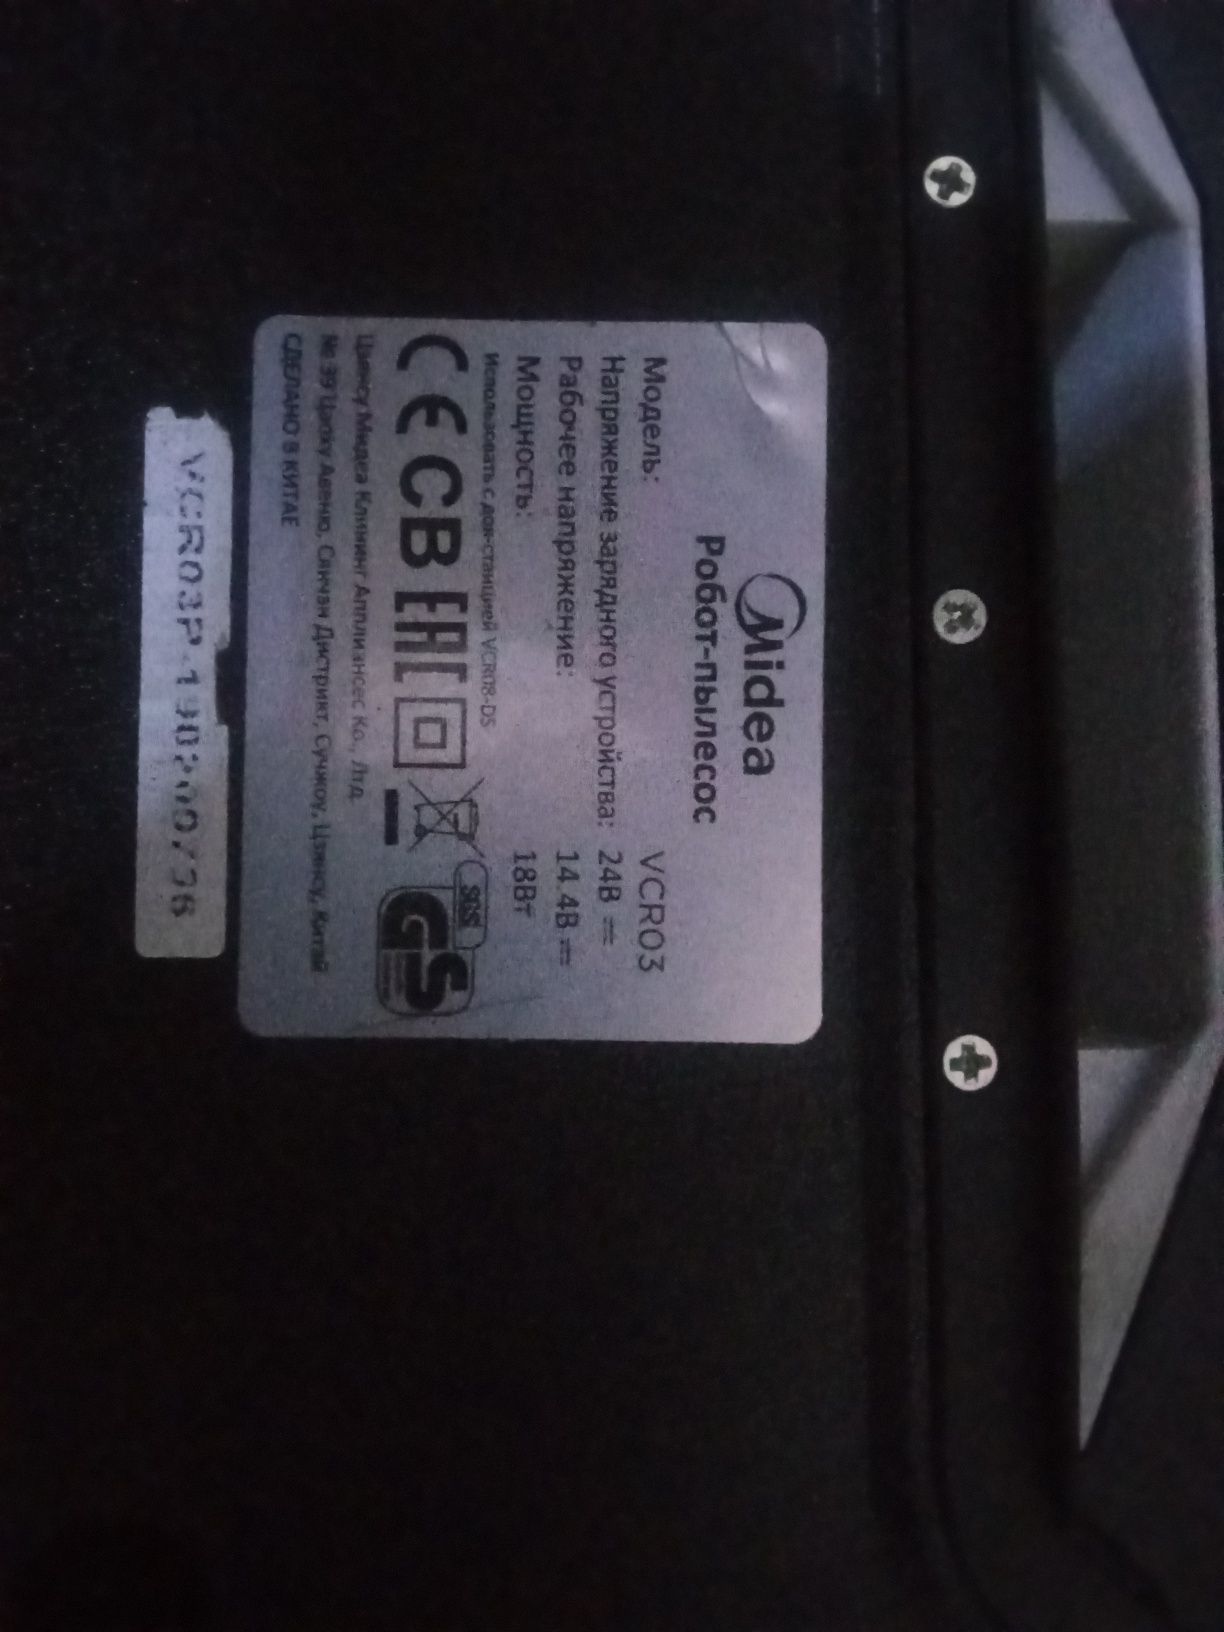 Midea
Робот-пылесос
Модель: VCR03
Напряжение зарядного устройства: 24В
Рабочее напряжение: 14.4В
Мощность: 18Вт
Использовать с док-станцией VCR08-DS
CE CB EAC SGS GS
Цзянсу Мидеа Клининг Апплиансес Ко., Лтд.
№ 39 Авеню, Сянчэн Дистрикт, Сучжоу, Цзянсу, Китай
СДЕЛАНО В КИТАЕ